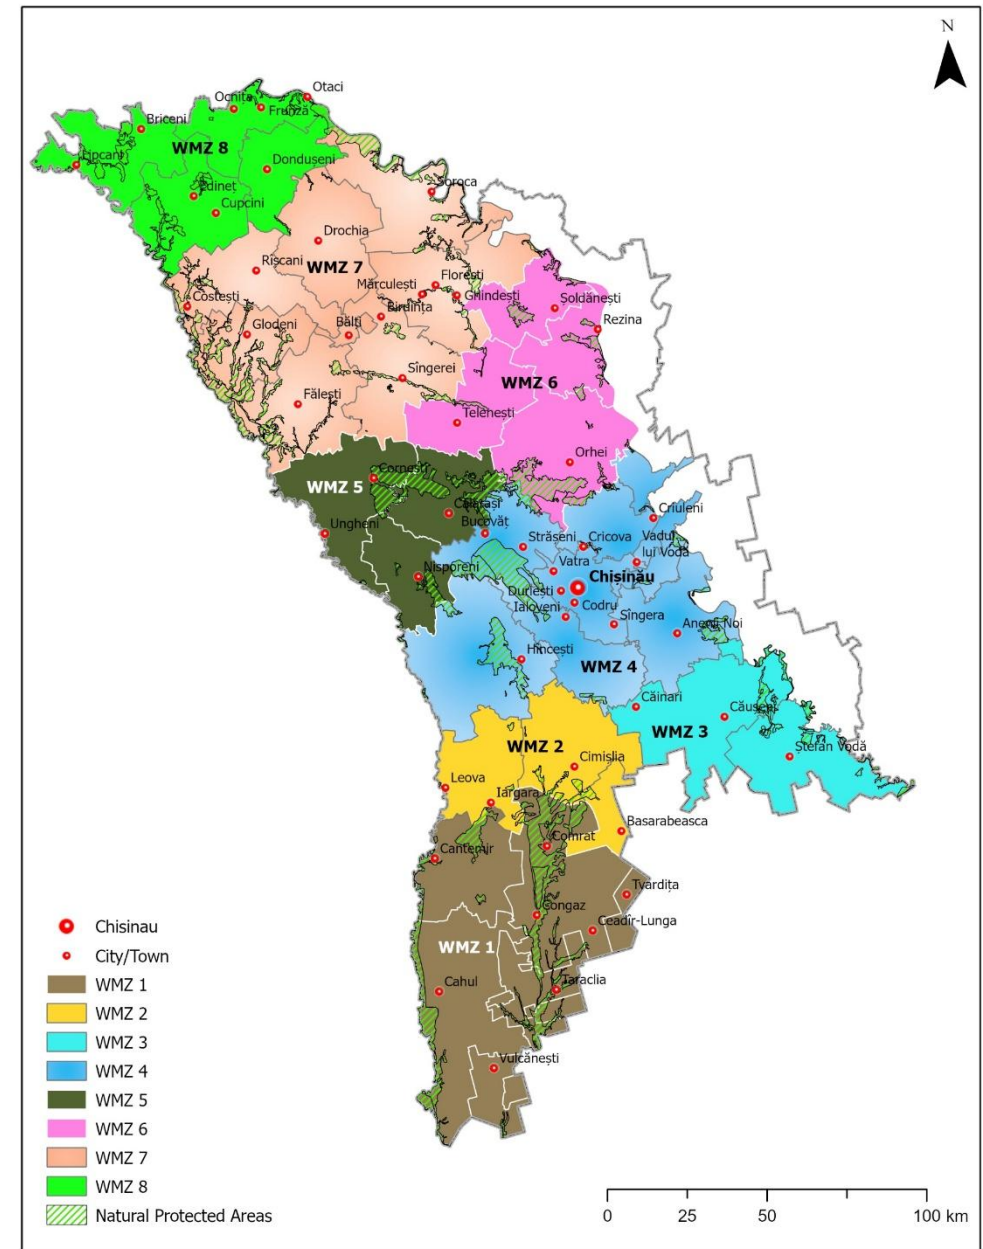 N
Otaci
Ocnița
Frunză
Briceni
WMZ 8
Lipcani
Dondușeni
Edineț
Soroca
Cupcini
Drochia
Rîșcani
WMZ 7
Florești
Mărculești
Ghindești
Costești
Șoldănești
Biruința
Rezina
Glodeni
Bălți
Sîngerei
WMZ 6
Fălești
Telenești
Orhei
Cornești
WMZ 5
Călărași
Criuleni
Bucovăț
Ungheni
Strășeni
Cricova
Vadul
lui Vodă
Vatra
Nisporeni
Chișinău
Durlești
Codru
Ialoveni
Sîngera
Anenii Noi
Hîncești
WMZ 4
Căinari
Căușeni
WMZ 3
WMZ 2
Ștefan Vodă
Cimișlia
Leova
Iargara
Basarabeasca
Comrat
Cantemir
Tvardița
Congaz
Ceadîr-Lunga
WMZ 1
Cahul
Taraclia
Vulcănești
Chisinau
City/Town
WMZ 1
WMZ 2
WMZ 3
WMZ 4
WMZ 5
WMZ 6
WMZ 7
WMZ 8
Natural Protected Areas
0 25 50 100 km